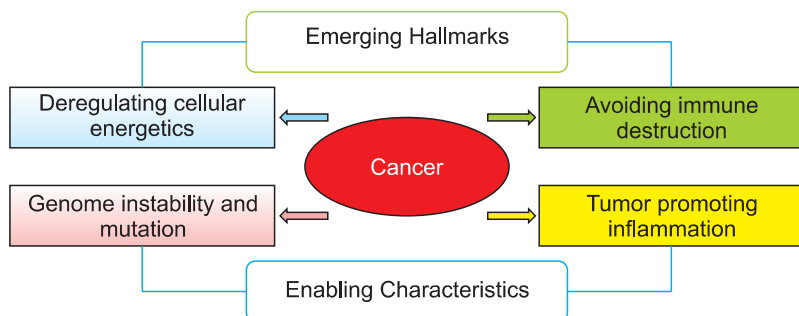 Emerging Hallmarks
Deregulating cellular
energetics
Avoiding immune
destruction
Cancer
Genome instability and
mutation
Tumor promoting
inflammation
Enabling Characteristics